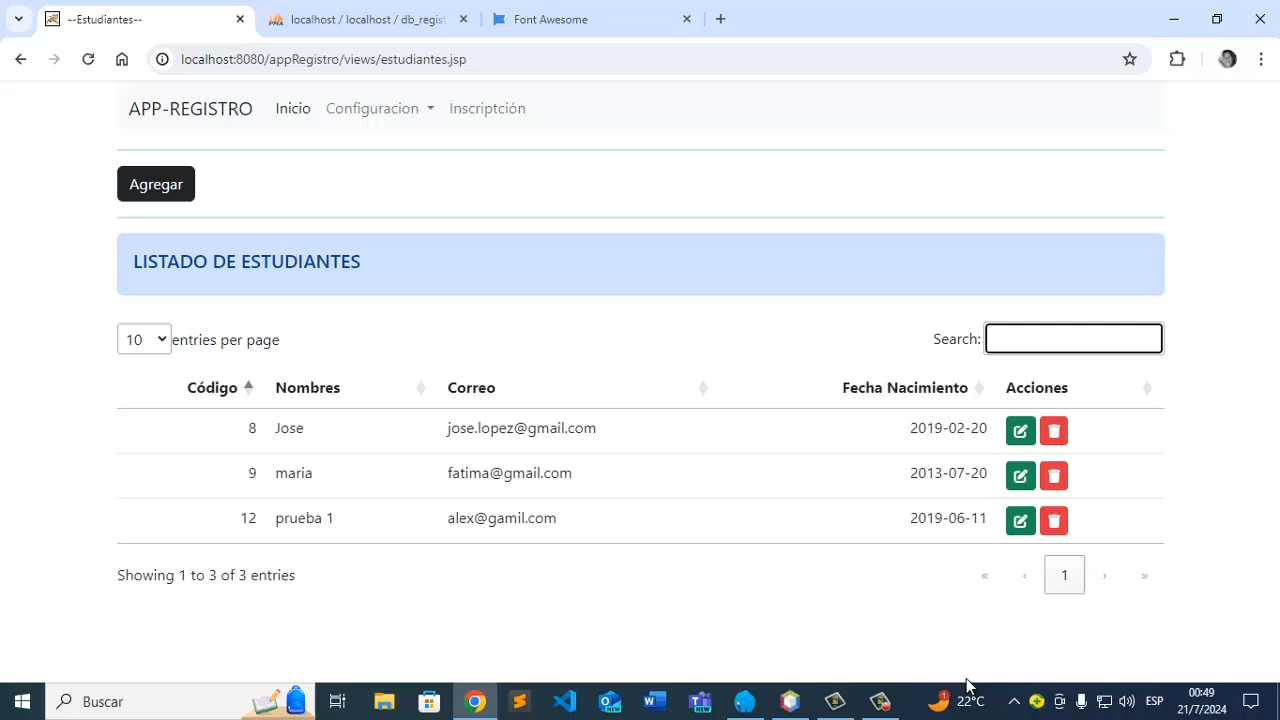 --Estudiantes--
localhost / localhost / db_regist
Font Awesome
localhost:8080/appRegistro/views/estudiantes.jsp
APP-REGISTRO Inicio Configuracion Inscriptción
Agregar
LISTADO DE ESTUDIANTES
10 entries per page Search:
Código Nombres Correo Fecha Nacimiento Acciones
8 Jose jose.lopez@gmail.com 2019-02-20
9 maria fatima@gmail.com 2013-07-20
12 prueba 1 alex@gamil.com 2019-06-11
Showing 1 to 3 of 3 entries « ‹ 1 › »
Buscar NEW NEW 1 22°C ESP 00:49
21/7/2024